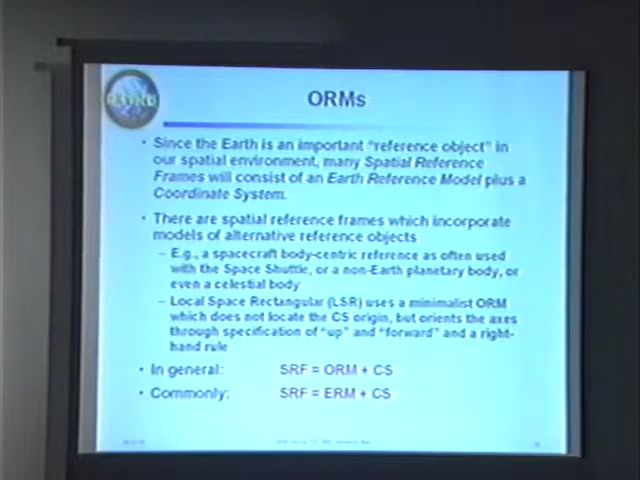 ORMs
• Since the Earth is an important "reference object" in
our spatial environment, many Spatial Reference
Frames will consist of an Earth Reference Model plus a
Coordinate System.
• There are spatial reference frames which incorporate
models of alternative reference objects
– E.g., a spacecraft body-centric reference as often used
with the Space Shuttle, or a non-Earth planetary body, or
even a celestial body
– Local Space Rectangular (LSR) uses a minimalist ORM
which does not locate the CS origin, but orients the axes
through specification of "up" and "forward" and a right-
hand rule
• In general: SRF = ORM + CS
• Commonly: SRF = ERM + CS